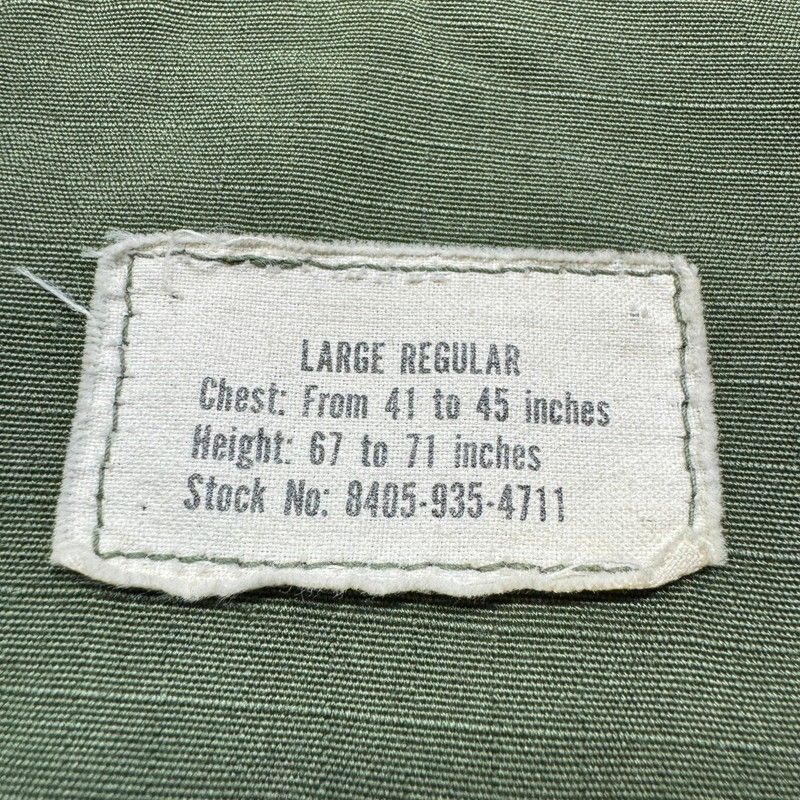 LARGE REGULAR
Chest: From 41 to 45 inches
Height: 67 to 71 inches
Stock No: 8405-935-4711